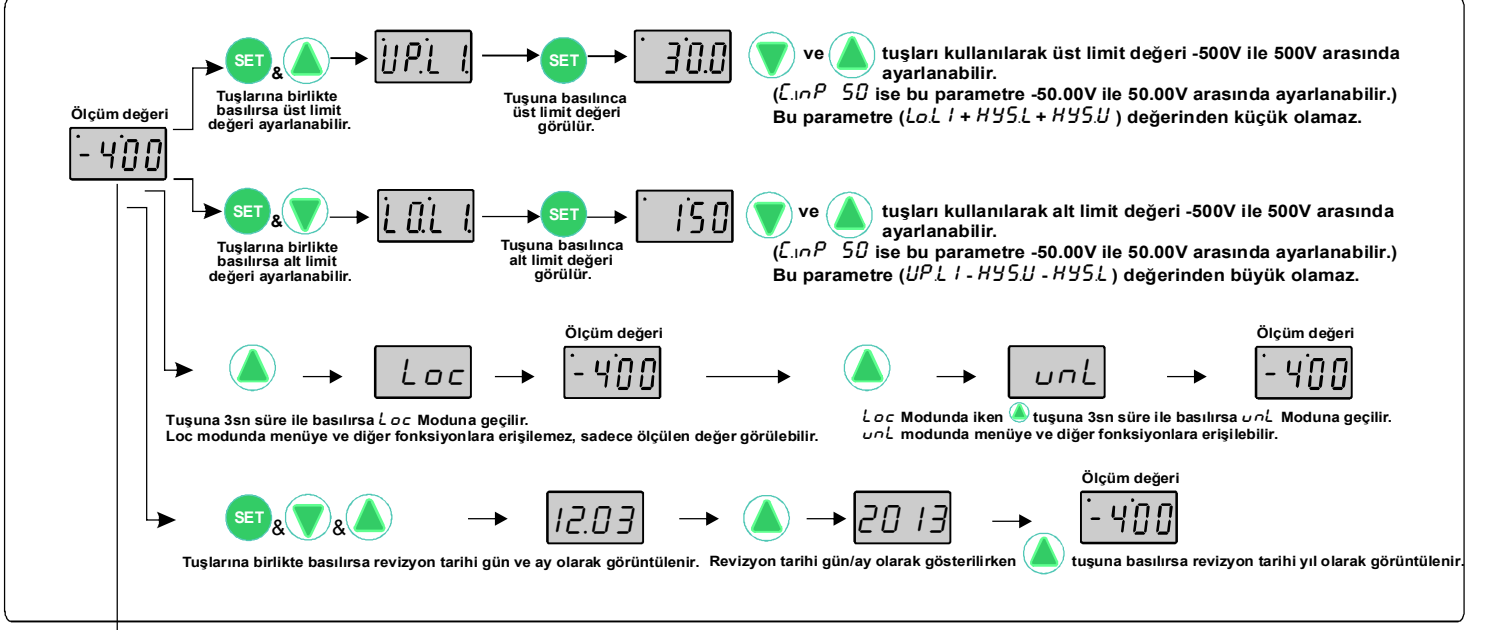 Ölçüm değeri
- 400
SET & UP.L 1.
Tuşlarına birlikte
basılırsa üst limit
değeri ayarlanabilir.
SET
Tuşuna basılınca
üst limit değeri
görülür.
30.0
ve tuşları kullanılarak üst limit değeri -500V ile 500V arasında
ayarlanabilir.
(C.inP 50 ise bu parametre -50.00V ile 50.00V arasında ayarlanabilir.)
Bu parametre (Lo.L 1 + HYS.L + HYS.U ) değerinden küçük olamaz.
SET & LO.L 1.
Tuşlarına birlikte
basılırsa alt limit
değeri ayarlanabilir.
SET
Tuşuna basılınca
alt limit değeri
görülür.
150
ve tuşları kullanılarak alt limit değeri -500V ile 500V arasında
ayarlanabilir.
(C.inP 50 ise bu parametre -50.00V ile 50.00V arasında ayarlanabilir.)
Bu parametre (UP.L 1 - HYS.U - HYS.L ) değerinden büyük olamaz.
Loc
Ölçüm değeri
- 400
unL
Ölçüm değeri
- 400
Tuşuna 3sn süre ile basılırsa Loc Moduna geçilir.
Loc modunda menüye ve diğer fonksiyonlara erişilemez, sadece ölçülen değer görülebilir.
Loc Modunda iken tuşuna 3sn süre ile basılırsa unL Moduna geçilir.
unL modunda menüye ve diğer fonksiyonlara erişilebilir.
SET & &
12.03
2013
Ölçüm değeri
- 400
Tuşlarına birlikte basılırsa revizyon tarihi gün ve ay olarak görüntülenir.
Revizyon tarihi gün/ay olarak gösterilirken tuşuna basılırsa revizyon tarihi yıl olarak görüntülenir.